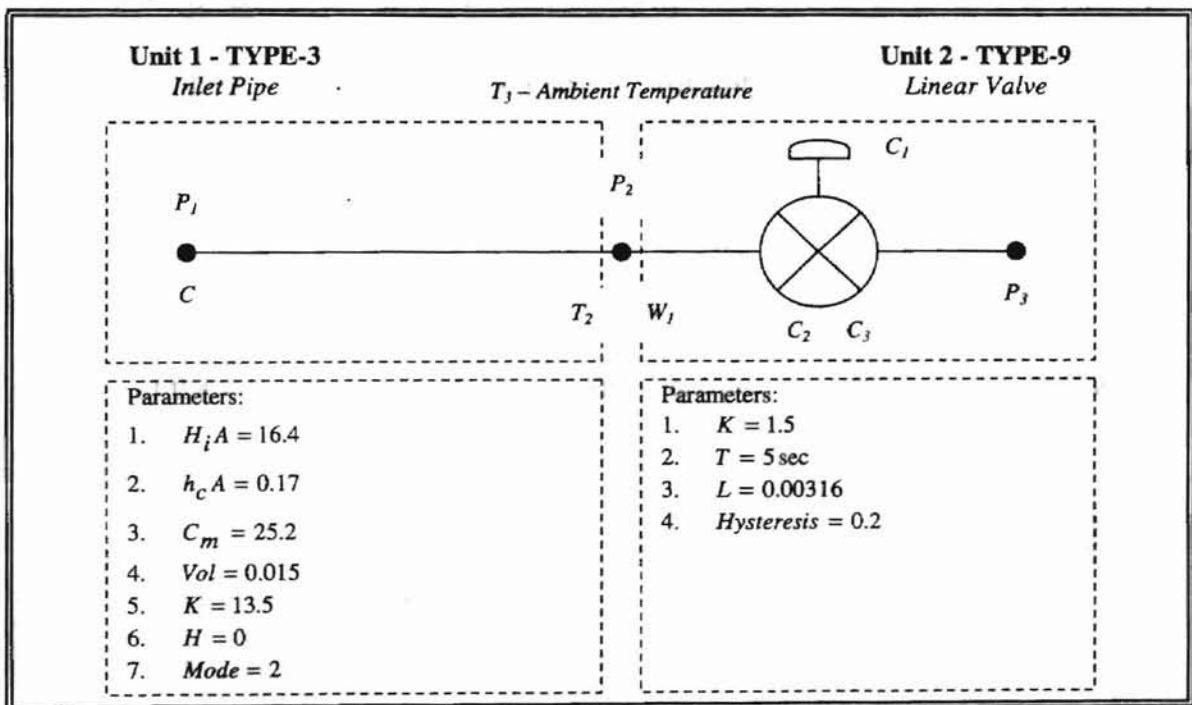 Unit 1 - TYPE-3
Inlet Pipe
T₃ – Ambient Temperature
Unit 2 - TYPE-9
Linear Valve
C₁
P₁
P₂
C
T₂
W₁
C₂
C₃
P₃
Parameters:
1. HᵢA = 16.4
2. h_cA = 0.17
3. Cₘ = 25.2
4. Vol = 0.015
5. K = 13.5
6. H = 0
7. Mode = 2
Parameters:
1. K = 1.5
2. T = 5 sec
3. L = 0.00316
4. Hysteresis = 0.2